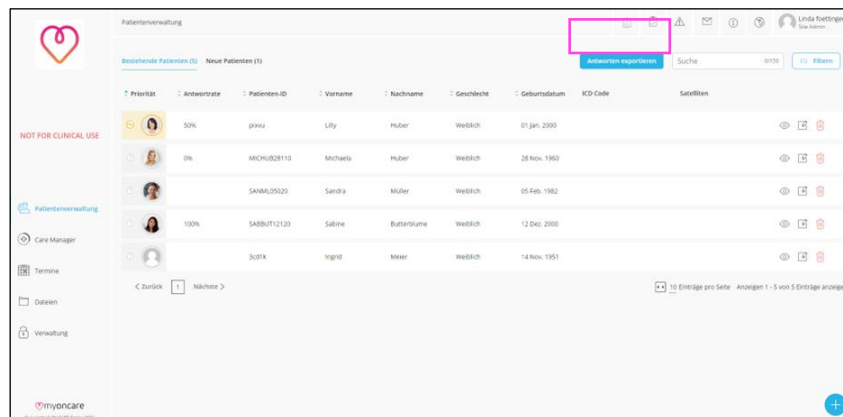 Patientenverwaltung
Linda foettinger
Site Admin
Bestehende Patienten (5) Neue Patienten (1)
Antworten exportieren
Suche 0/150
Filtern
Priorität Antwortrate Patienten-ID Vorname Nachname Geschlecht Geburtsdatum ICD Code Satelliten
50% pixvu Lilly Huber Weiblich 01 Jan. 2000
0% MICHUB28110 Michaela Huber Weiblich 28 Nov. 1960
SANMÜ05020 Sandra Müller Weiblich 05 Feb. 1982
100% SABBUT12120 Sabine Butterblume Weiblich 12 Dez. 2000
3cd1k Ingrid Meier Weiblich 14 Nov. 1951
< Zurück 1 Nächste >
10 Einträge pro Seite Anzeigen 1 - 5 von 5 Einträge anzeigen
NOT FOR CLINICAL USE
Patientenverwaltung
Care Manager
Termine
Dateien
Verwaltung
myoncare